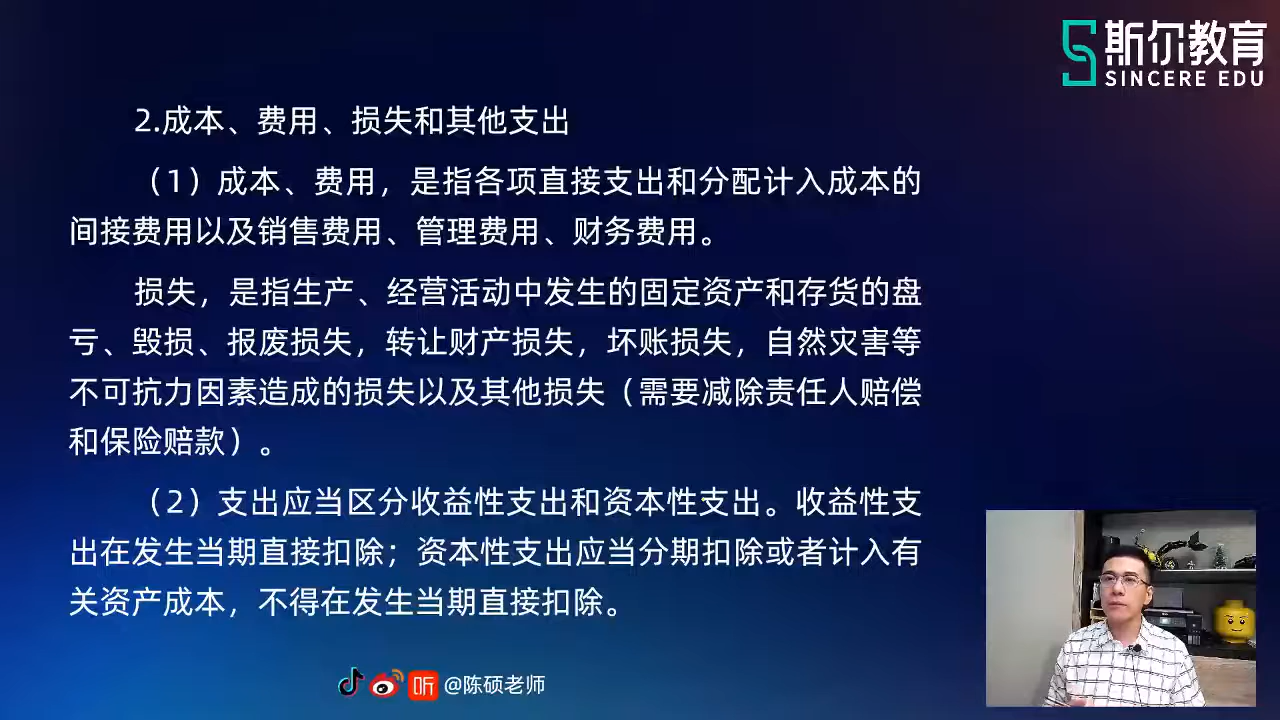 斯尔教育
SINCERE EDU
2.成本、费用、损失和其他支出
（1）成本、费用，是指各项直接支出和分配计入成本的
间接费用以及销售费用、管理费用、财务费用。
损失，是指生产、经营活动中发生的固定资产和存货的盘
亏、毁损、报废损失，转让财产损失，坏账损失，自然灾害等
不可抗力因素造成的损失以及其他损失（需要减除责任人赔偿
和保险赔款）。
（2）支出应当区分收益性支出和资本性支出。收益性支
出在发生当期直接扣除；资本性支出应当分期扣除或者计入有
关资产成本，不得在发生当期直接扣除。
听 @陈硕老师